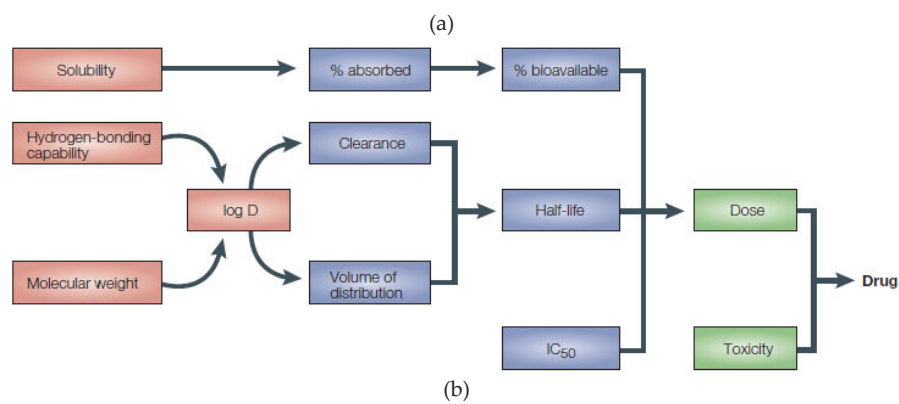 (a)
Solubility
% absorbed
% bioavailable
Hydrogen-bonding
capability
Clearance
log D
Half-life
Dose
Molecular weight
Volume of
distribution
Drug
IC50
Toxicity
(b)